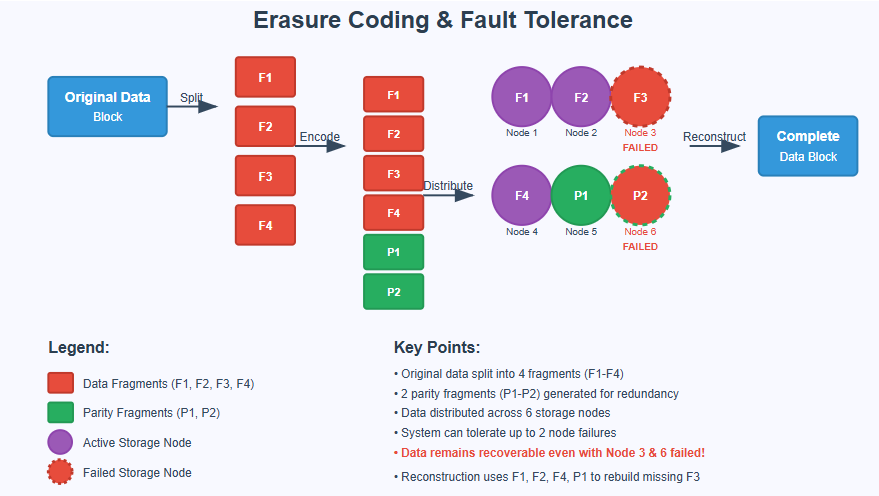 Erasure Coding & Fault Tolerance
Original Data
Block
Split
F1
F2
F3
F4
Encode
F1
F2
F3
F4
P1
P2
Distribute
F1
Node 1
F2
Node 2
F3
Node 3
FAILED
F4
Node 4
P1
Node 5
P2
Node 6
FAILED
Reconstruct
Complete
Data Block
Legend:
Data Fragments (F1, F2, F3, F4)
Parity Fragments (P1, P2)
Active Storage Node
Failed Storage Node
Key Points:
• Original data split into 4 fragments (F1-F4)
• 2 parity fragments (P1-P2) generated for redundancy
• Data distributed across 6 storage nodes
• System can tolerate up to 2 node failures
• Data remains recoverable even with Node 3 & 6 failed!
• Reconstruction uses F1, F2, F4, P1 to rebuild missing F3